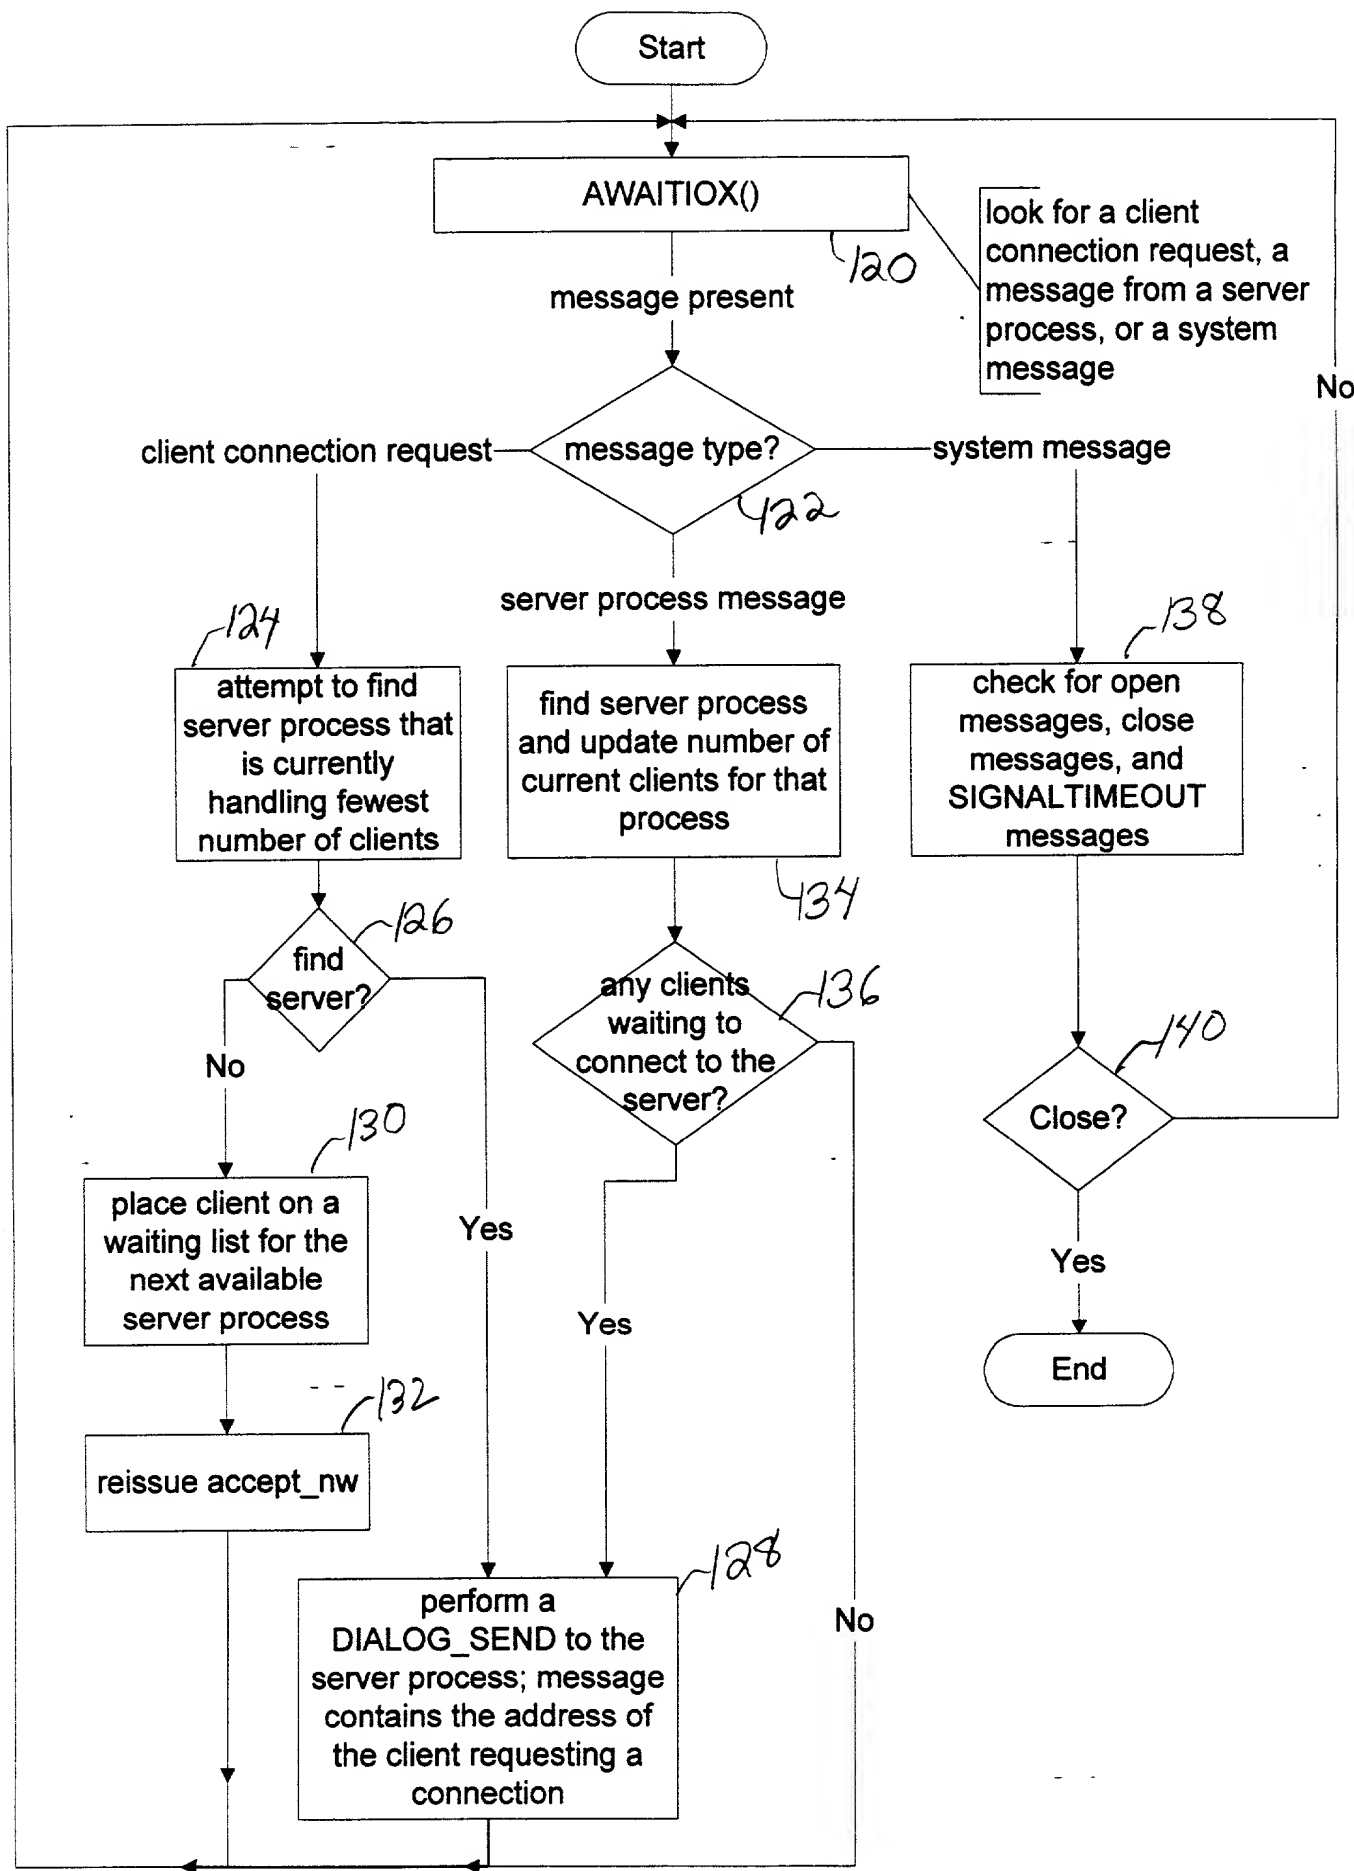 Start
AWAITIOX()
120
look for a client
connection request, a
message from a server
process, or a system
message
message present
No
client connection request
message type?
system message
122
server process message
124
attempt to find
server process that
is currently
handling fewest
number of clients
find server process
and update number of
current clients for that
process
134
138
check for open
messages, close
messages, and
SIGNALTIMEOUT
messages
126
find
server?
any clients
waiting to
connect to the
server?
136
140
Close?
No
130
place client on a
waiting list for the
next available
server process
Yes
Yes
Yes
End
132
reissue accept_nw
128
perform a
DIALOG_SEND to the
server process; message
contains the address of
the client requesting a
connection
No